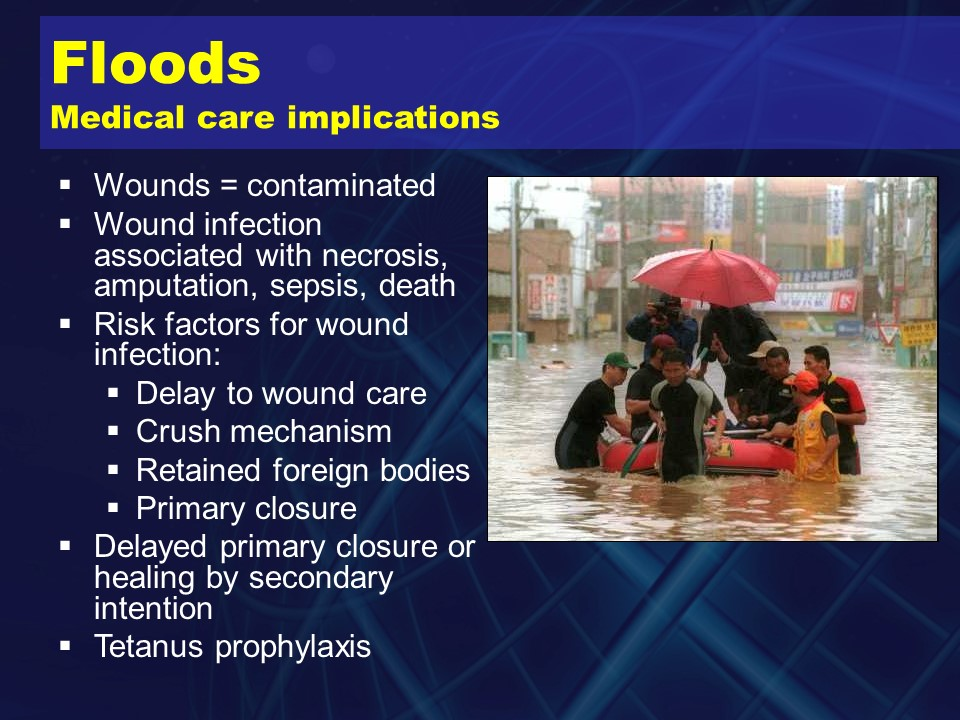 Floods
Medical care implications
▪ Wounds = contaminated
▪ Wound infection
associated with necrosis,
amputation, sepsis, death
▪ Risk factors for wound
infection:
▪ Delay to wound care
▪ Crush mechanism
▪ Retained foreign bodies
▪ Primary closure
▪ Delayed primary closure or
healing by secondary
intention
▪ Tetanus prophylaxis